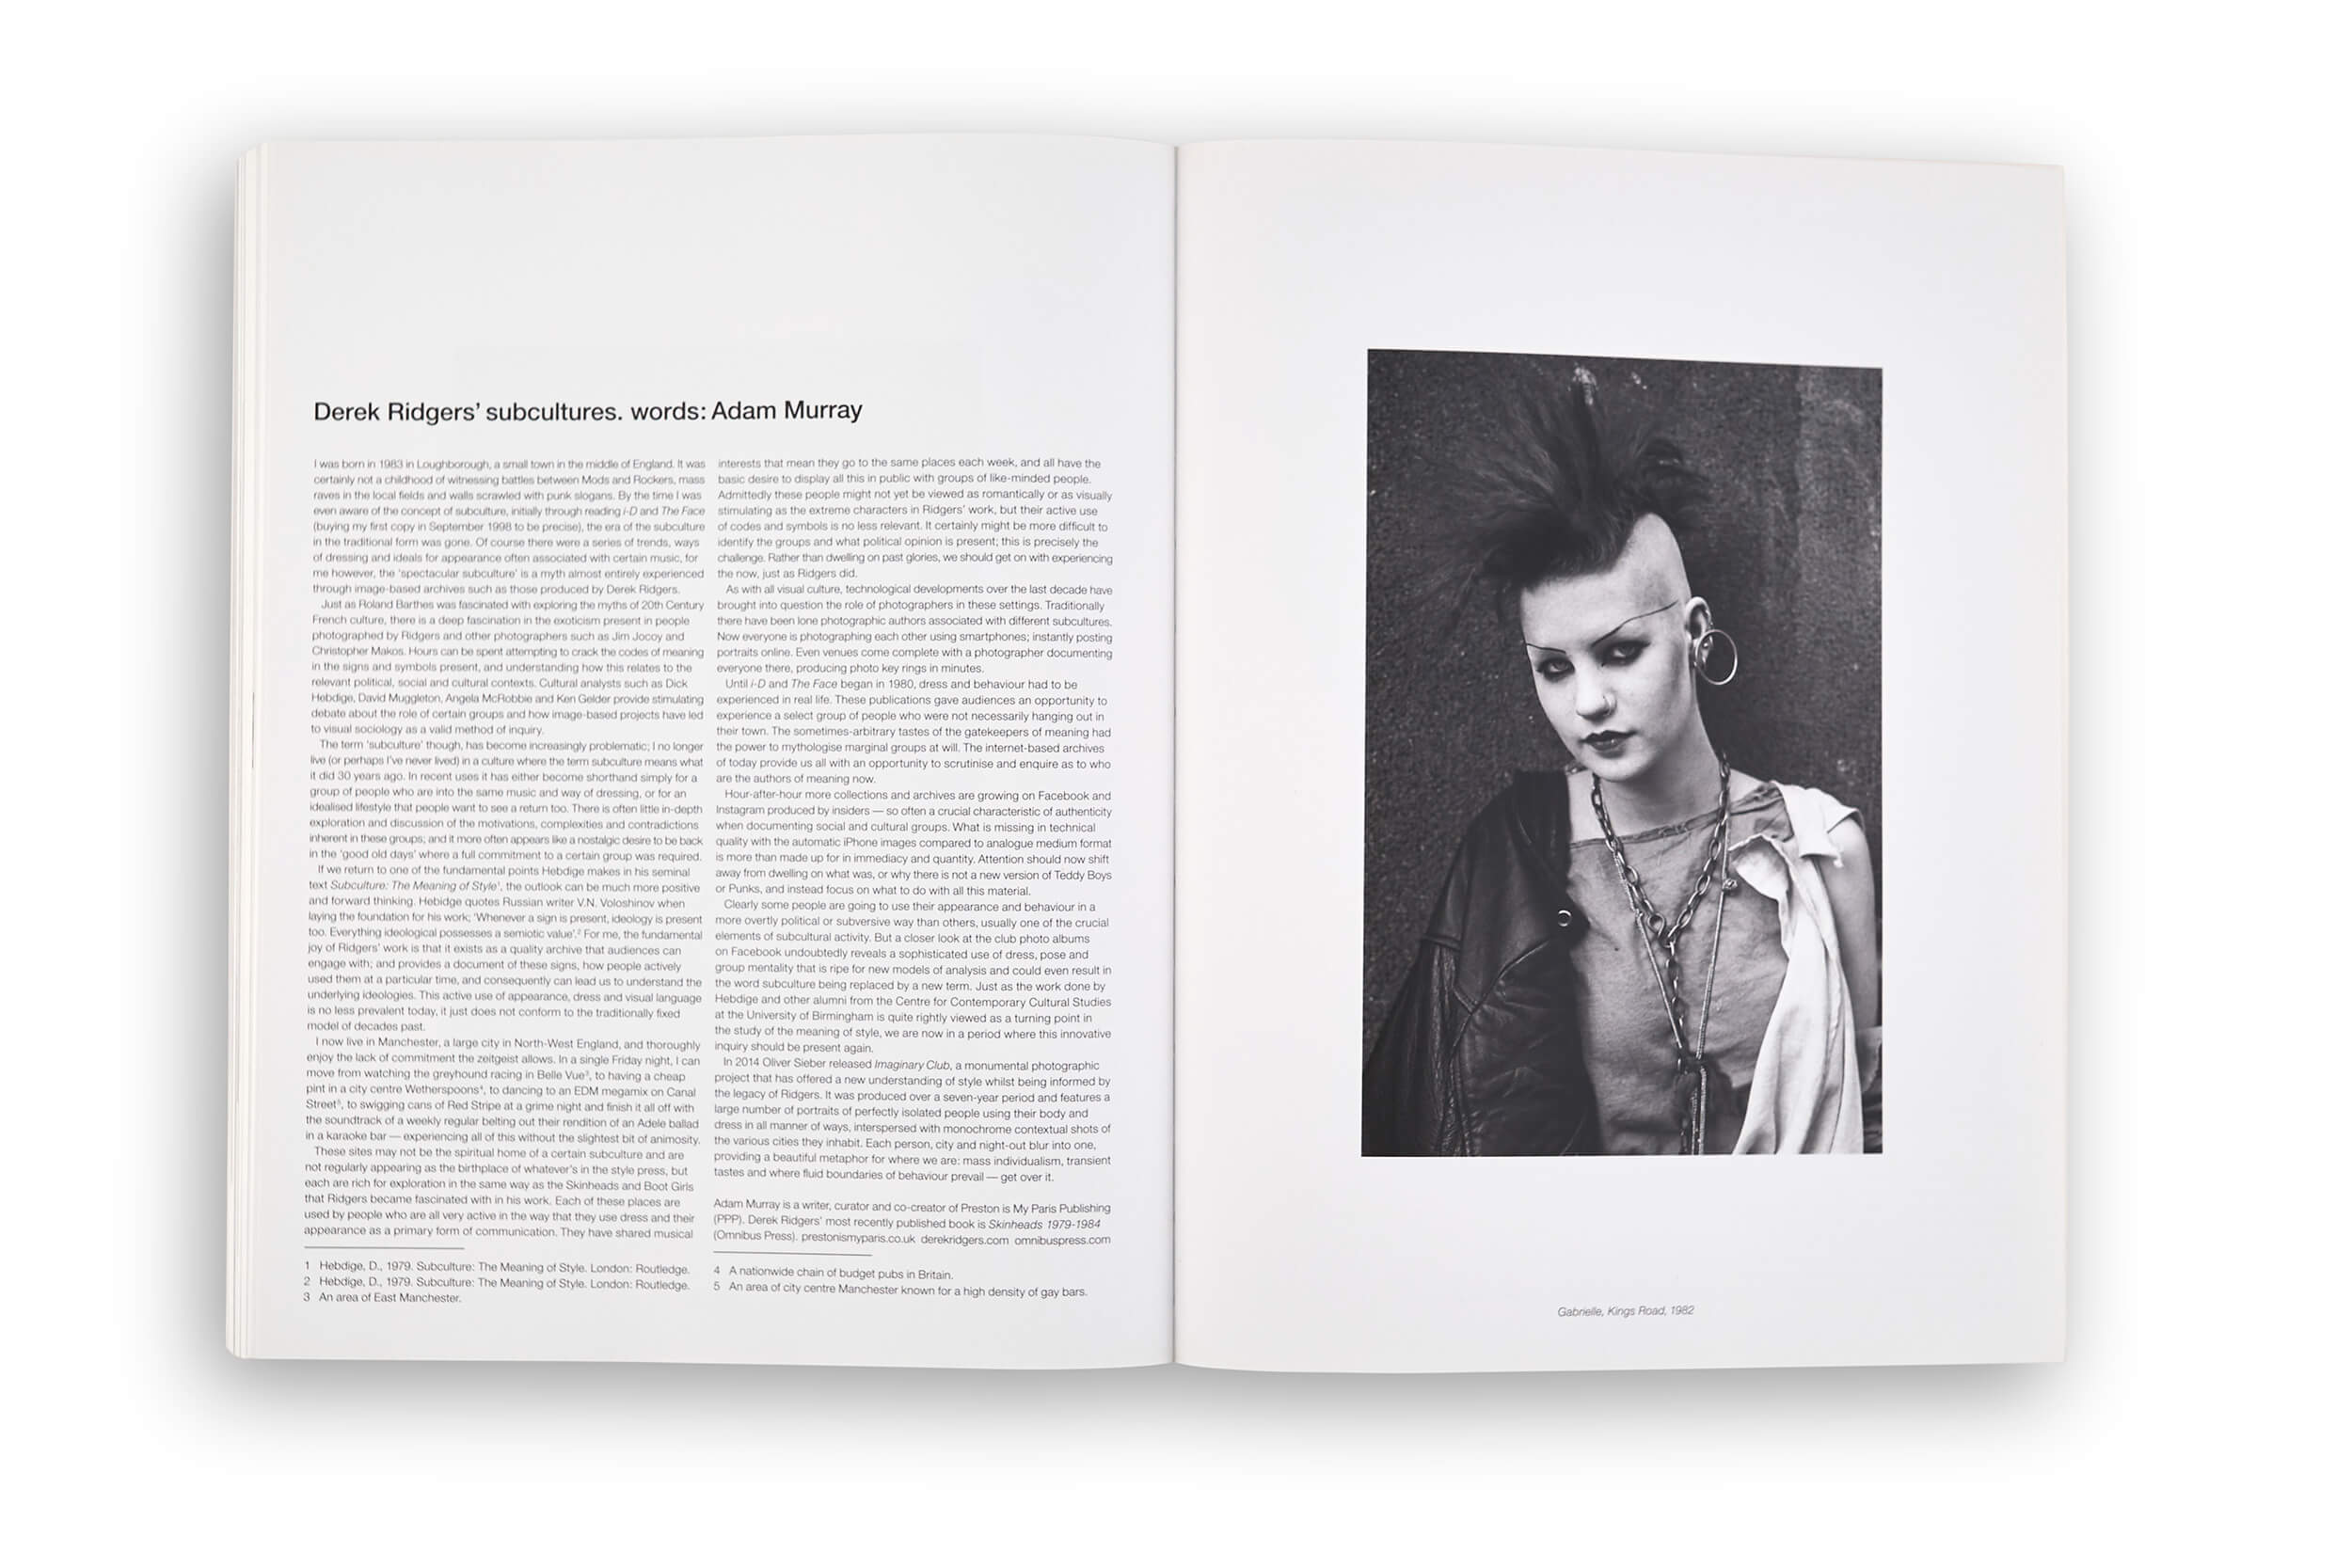 Derek Ridgers’ subcultures. words: Adam Murray
I was born in 1983 in Loughborough, a small town in the middle of England. It was
certainly not a childhood of witnessing battles between Mods and Rockers, mass
raves in the local fields and walls scrawled with punk slogans. By the time I was
even aware of the concept of subculture, initially through reading i-D and The Face
(buying my first copy in September 1998 to be precise), the era of the subculture
in the traditional form was gone. Of course there were a series of trends, ways
of dressing and ideals for appearance often associated with certain music, for
me however, the ‘spectacular subculture’ is a myth almost entirely experienced
through image-based archives such as those produced by Derek Ridgers.
Just as Roland Barthes was fascinated with exploring the myths of 20th Century
French culture, there is a deep fascination in the exoticism present in people
photographed by Ridgers and other photographers such as Jim Jocoy and
Christopher Makos. Hours can be spent attempting to crack the codes of meaning
in the signs and symbols present, and understanding how this relates to the
relevant political, social and cultural contexts. Cultural analysts such as Dick
Hebdige, David Muggleton, Angela McRobbie and Ken Gelder provide stimulating
debate about the role of certain groups and how image-based projects have led
to visual sociology as a valid method of inquiry.
The term ‘subculture’ though, has become increasingly problematic; I no longer
live (or perhaps I’ve never lived) in a culture where the term subculture means what
it did 30 years ago. In recent uses it has either become shorthand simply for a
group of people who are into the same music and way of dressing, or for an
idealised lifestyle that people want to see a return too. There is often little in-depth
exploration and discussion of the motivations, complexities and contradictions
inherent in these groups; and it more often appears like a nostalgic desire to be back
in the ‘good old days’ where a full commitment to a certain group was required.
If we return to one of the fundamental points Hebdige makes in his seminal
text Subculture: The Meaning of Style¹, the outlook can be much more positive
and forward thinking. Hebidge quotes Russian writer V.N. Voloshinov when
laying the foundation for his work; ‘Whenever a sign is present, ideology is present
too. Everything ideological possesses a semiotic value’.² For me, the fundamental
joy of Ridgers’ work is that it exists as a quality archive that audiences can
engage with; and provides a document of these signs, how people actively
used them at a particular time, and consequently can lead us to understand the
underlying ideologies. This active use of appearance, dress and visual language
is no less prevalent today, it just does not conform to the traditionally fixed
model of decades past.
I now live in Manchester, a large city in North-West England, and thoroughly
enjoy the lack of commitment the zeitgeist allows. In a single Friday night, I can
move from watching the greyhound racing in Belle Vue³, to having a cheap
pint in a city centre Wetherspoons⁴, to dancing to an EDM megamix on Canal
Street⁵, to swigging cans of Red Stripe at a grime night and finish it all off with
the soundtrack of a weekly regular belting out their rendition of an Adele ballad
in a karaoke bar — experiencing all of this without the slightest bit of animosity.
These sites may not be the spiritual home of a certain subculture and are
not regularly appearing as the birthplace of whatever’s in the style press, but
each are rich for exploration in the same way as the Skinheads and Boot Girls
that Ridgers became fascinated with in his work. Each of these places are
used by people who are all very active in the way that they use dress and their
appearance as a primary form of communication. They have shared musical
1 Hebdige, D., 1979. Subculture: The Meaning of Style. London: Routledge.
2 Hebdige, D., 1979. Subculture: The Meaning of Style. London: Routledge.
3 An area of East Manchester.
interests that mean they go to the same places each week, and all have the
basic desire to display all this in public with groups of like-minded people.
Admittedly these people might not yet be viewed as romantically or as visually
stimulating as the extreme characters in Ridgers’ work, but their active use
of codes and symbols is no less relevant. It certainly might be more difficult to
identify the groups and what political opinion is present; this is precisely the
challenge. Rather than dwelling on past glories, we should get on with experiencing
the now, just as Ridgers did.
As with all visual culture, technological developments over the last decade have
brought into question the role of photographers in these settings. Traditionally
there have been lone photographic authors associated with different subcultures.
Now everyone is photographing each other using smartphones; instantly posting
portraits online. Even venues come complete with a photographer documenting
everyone there, producing photo key rings in minutes.
Until i-D and The Face began in 1980, dress and behaviour had to be
experienced in real life. These publications gave audiences an opportunity to
experience a select group of people who were not necessarily hanging out in
their town. The sometimes-arbitrary tastes of the gatekeepers of meaning had
the power to mythologise marginal groups at will. The internet-based archives
of today provide us all with an opportunity to scrutinise and enquire as to who
are the authors of meaning now.
Hour-after-hour more collections and archives are growing on Facebook and
Instagram produced by insiders — so often a crucial characteristic of authenticity
when documenting social and cultural groups. What is missing in technical
quality with the automatic iPhone images compared to analogue medium format
is more than made up for in immediacy and quantity. Attention should now shift
away from dwelling on what was, or why there is not a new version of Teddy Boys
or Punks, and instead focus on what to do with all this material.
Clearly some people are going to use their appearance and behaviour in a
more overtly political or subversive way than others, usually one of the crucial
elements of subcultural activity. But a closer look at the club photo albums
on Facebook undoubtedly reveals a sophisticated use of dress, pose and
group mentality that is ripe for new models of analysis and could even result in
the word subculture being replaced by a new term. Just as the work done by
Hebdige and other alumni from the Centre for Contemporary Cultural Studies
at the University of Birmingham is quite rightly viewed as a turning point in
the study of the meaning of style, we are now in a period where this innovative
inquiry should be present again.
In 2014 Oliver Sieber released Imaginary Club, a monumental photographic
project that has offered a new understanding of style whilst being informed by
the legacy of Ridgers. It was produced over a seven-year period and features a
large number of portraits of perfectly isolated people using their body and
dress in all manner of ways, interspersed with monochrome contextual shots of
the various cities they inhabit. Each person, city and night-out blur into one,
providing a beautiful metaphor for where we are: mass individualism, transient
tastes and where fluid boundaries of behaviour prevail — get over it.
Adam Murray is a writer, curator and co-creator of Preston is My Paris Publishing
(PPP). Derek Ridgers’ most recently published book is Skinheads 1979-1984
(Omnibus Press). prestonismyparis.co.uk derekridgers.com omnibuspress.com
4 A nationwide chain of budget pubs in Britain.
5 An area of city centre Manchester known for a high density of gay bars.
Gabrielle, Kings Road, 1982